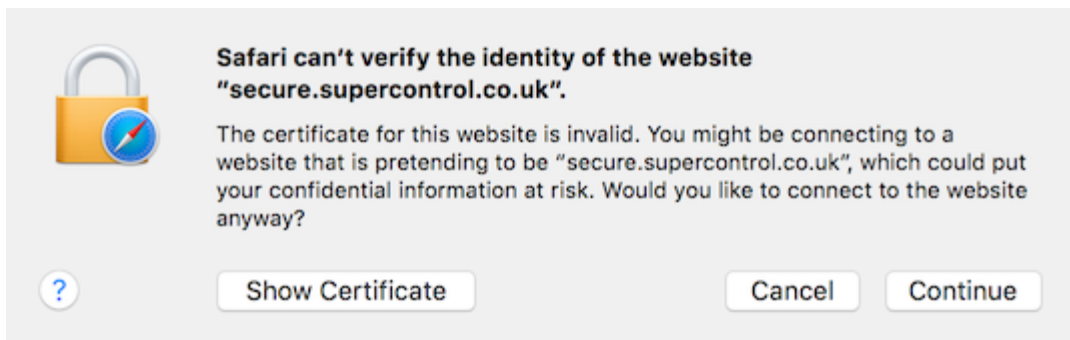 Safari can’t verify the identity of the website
“secure.supercontrol.co.uk”.
The certificate for this website is invalid. You might be connecting to a
website that is pretending to be “secure.supercontrol.co.uk”, which could put
your confidential information at risk. Would you like to connect to the website
anyway?
?
Show Certificate
Cancel
Continue